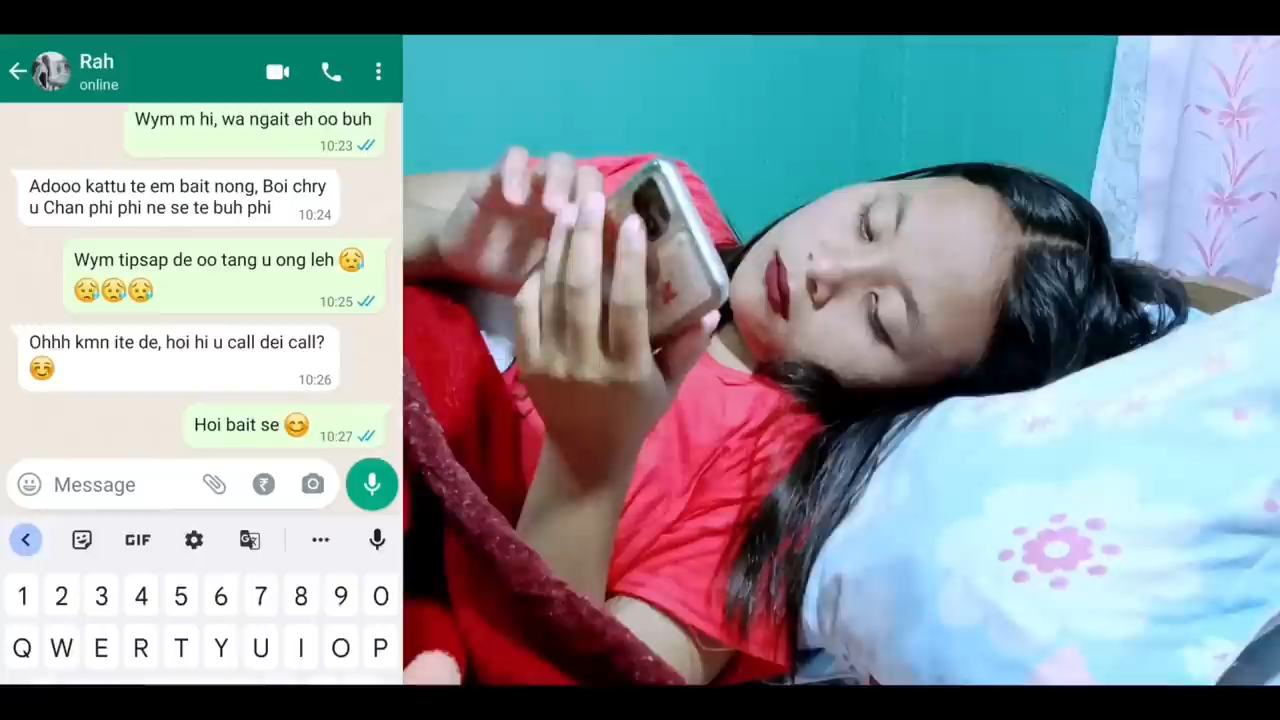 Rah
online
Wym m hi, wa ngait eh oo buh
10:23
Adooo kattu te em bait nong, Boi chry
u Chan phi phi ne se te buh phi
10:24
Wym tipsap de oo tang u ong leh 😥
😥😥😥
10:25
Ohhh kmn ite de, hoi hi u call dei call?
☺️
10:26
Hoi bait se 😊
10:27
Message
GIF
1 2 3 4 5 6 7 8 9 0
Q W E R T Y U I O P